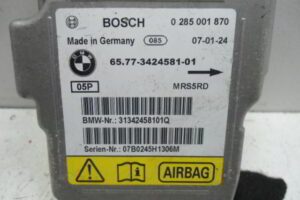 BOSCH 0 285 001 870
Made in Germany 085 07-01-24
65.77-3424581-01
05P MRS5RD
BMW-Nr.: 31342458101Q
Serien-Nr.: 07B0245H1306M
AIRBAG